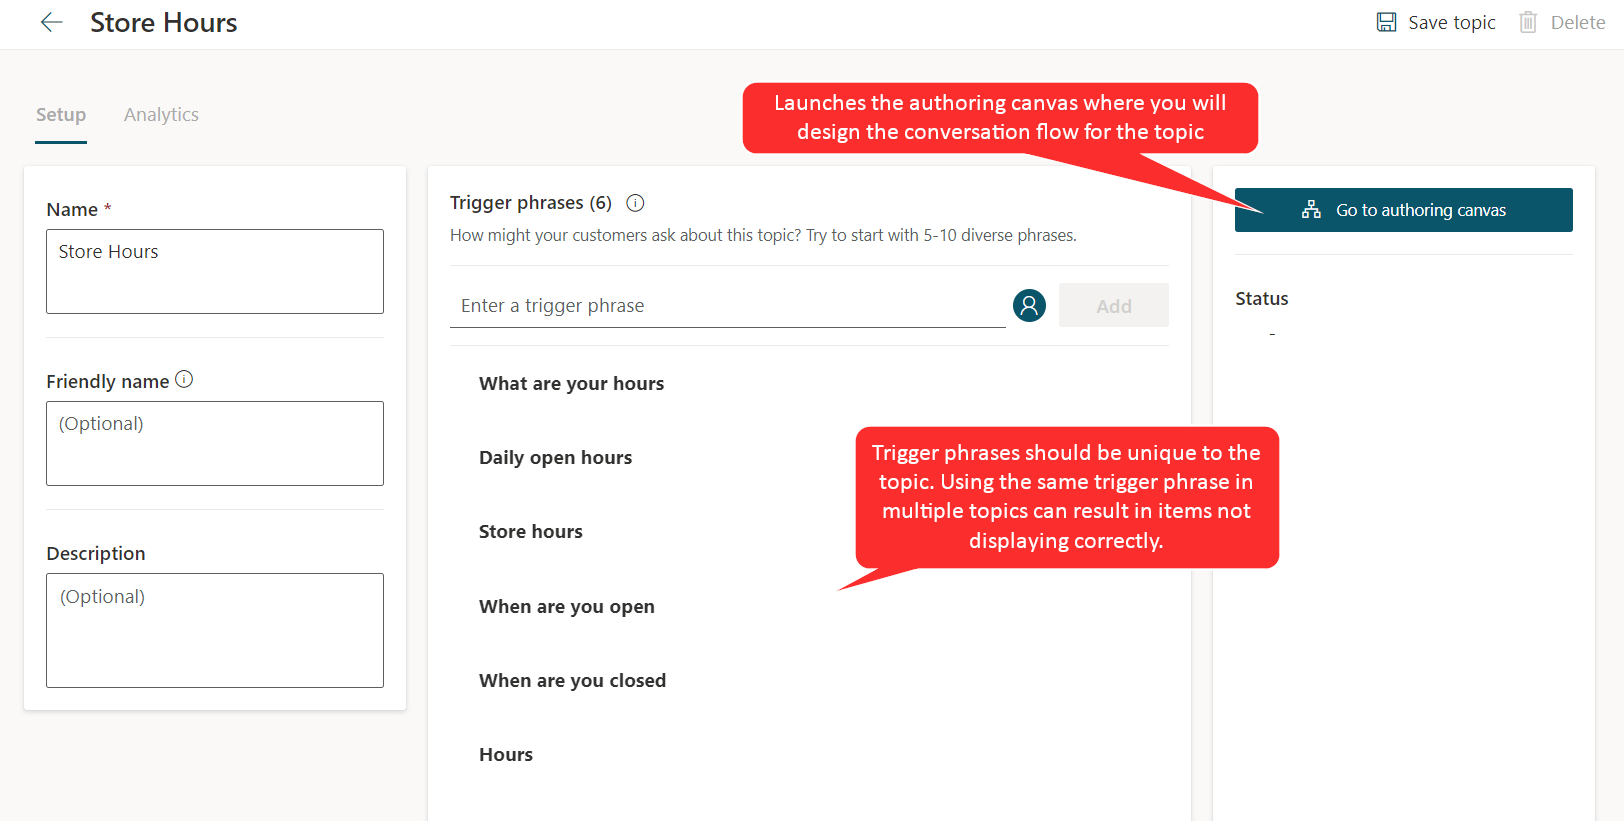 Store Hours
Save topic
Delete
Setup
Analytics
Launches the authoring canvas where you will
design the conversation flow for the topic
Name *
Store Hours
Friendly name
(Optional)
Description
(Optional)
Trigger phrases (6)
How might your customers ask about this topic? Try to start with 5-10 diverse phrases.
Enter a trigger phrase
Add
What are your hours
Daily open hours
Store hours
When are you open
When are you closed
Hours
Trigger phrases should be unique to the
topic. Using the same trigger phrase in
multiple topics can result in items not
displaying correctly.
Go to authoring canvas
Status
-